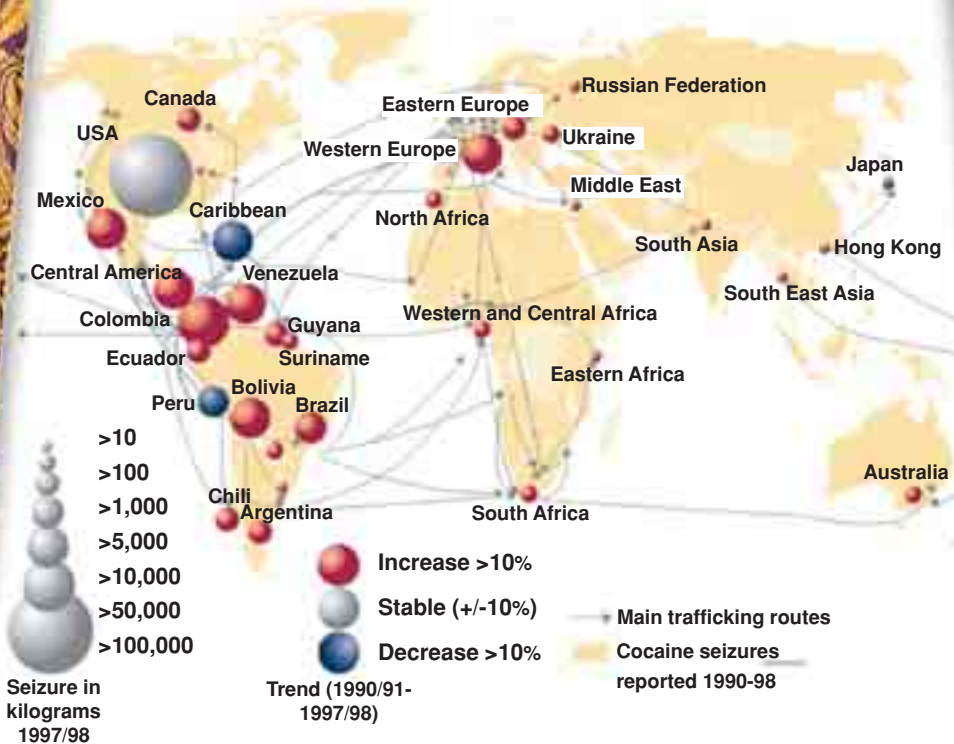 Canada
USA
Mexico
Caribbean
Central America
Venezuela
Colombia
Guyana
Ecuador
Suriname
Peru
Bolivia
Brazil
Chili
Argentina
Eastern Europe
Russian Federation
Western Europe
Ukraine
Middle East
North Africa
Japan
South Asia
Hong Kong
South East Asia
Western and Central Africa
Eastern Africa
South Africa
Australia
>10
>100
>1,000
>5,000
>10,000
>50,000
>100,000
Seizure in
kilograms
1997/98
Increase >10%
Stable (+/-10%)
Decrease >10%
Trend (1990/91-
1997/98)
Main trafficking routes
Cocaine seizures
reported 1990-98